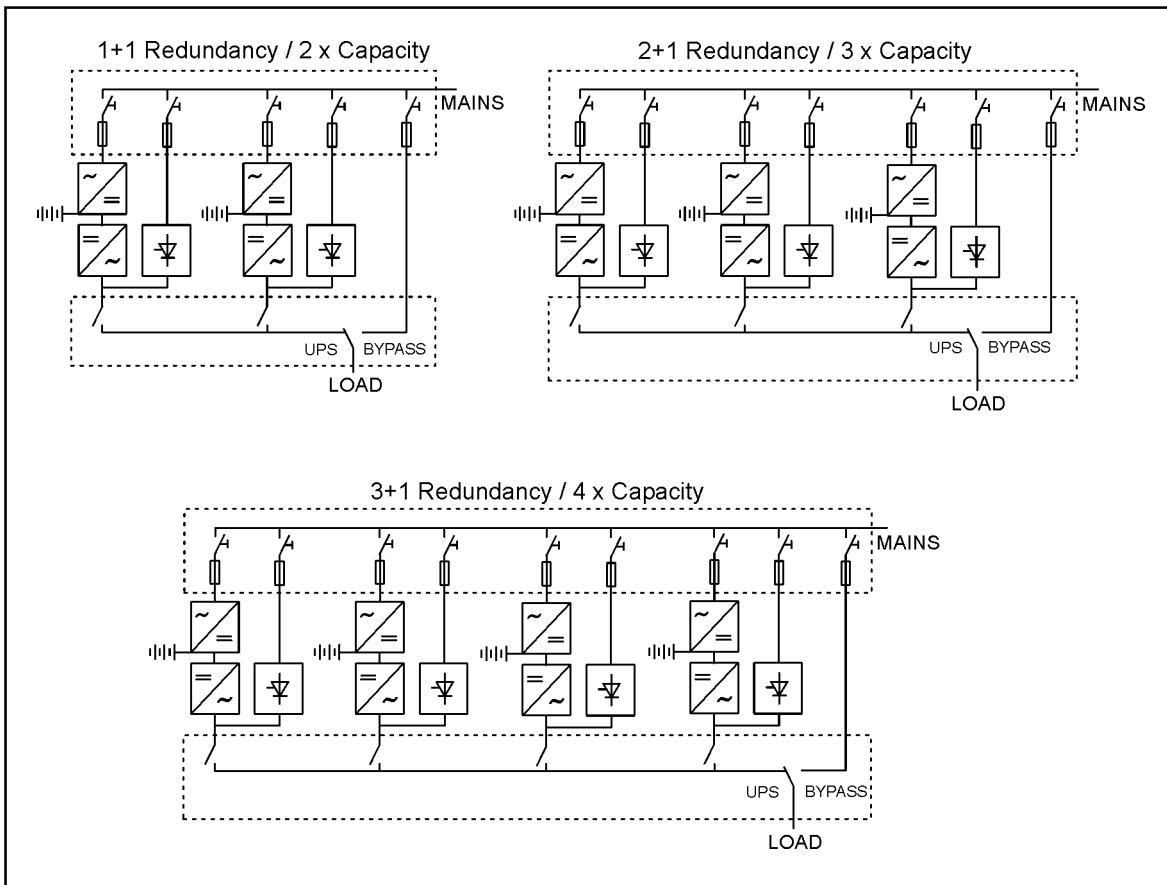 1+1 Redundancy / 2 x Capacity
MAINS
UPS BYPASS
LOAD
2+1 Redundancy / 3 x Capacity
MAINS
UPS BYPASS
LOAD
3+1 Redundancy / 4 x Capacity
MAINS
UPS BYPASS
LOAD